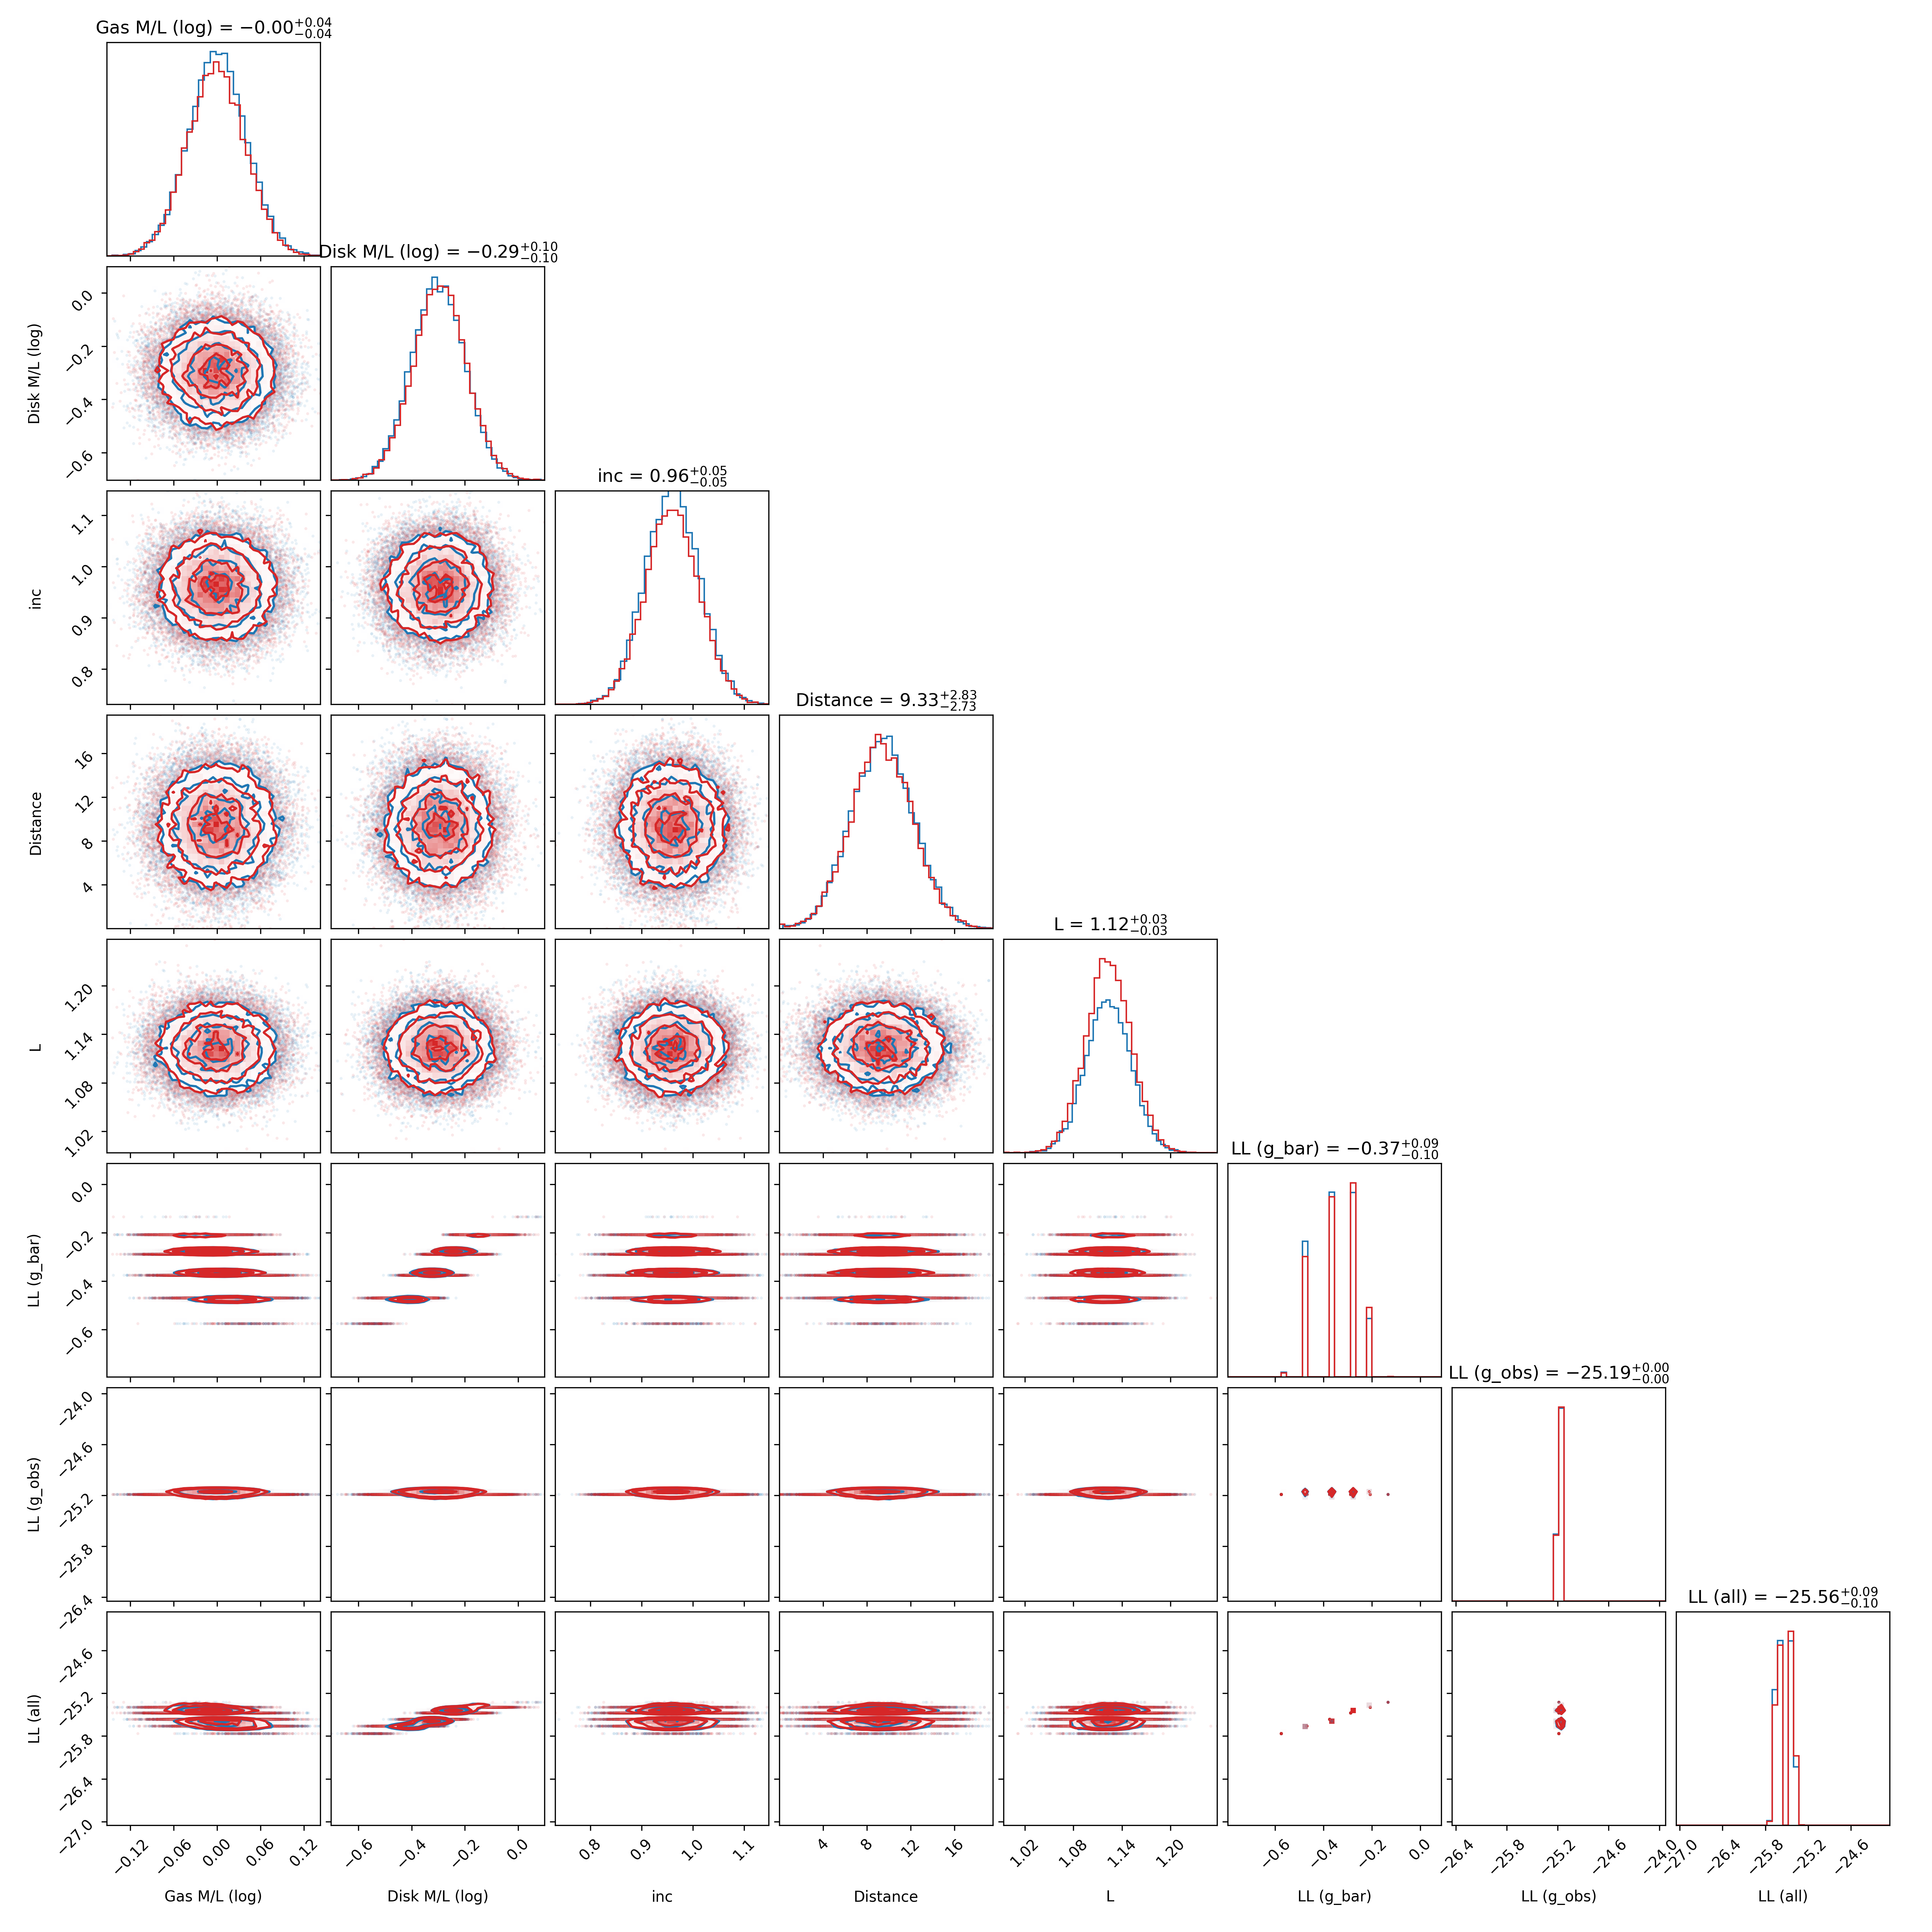 Gas M/L (log) = −0.00+0.04−0.04
Disk M/L (log) = −0.29+0.10−0.10
0.0
−0.2
−0.4
−0.6
Disk M/L (log)
inc = 0.96+0.05−0.05
1.1
1.0
0.9
0.8
inc
Distance = 9.33+2.83−2.73
16
12
8
4
Distance
L = 1.12+0.03−0.03
1.20
1.14
1.08
1.02
L
LL (g_bar) = −0.37+0.09−0.10
0.0
−0.2
−0.4
−0.6
LL (g_bar)
LL (g_obs) = −25.19+0.00−0.00
−24.0
−24.6
−25.2
−25.8
−26.4
LL (g_obs)
LL (all) = −25.56+0.09−0.10
−24.6
−25.2
−25.8
−26.4
−27.0
LL (all)
−0.12 −0.06 0.00 0.06 0.12
−0.6 −0.4 −0.2 0.0
0.8 0.9 1.0 1.1
4 8 12 16
1.02 1.08 1.14 1.20
−0.6 −0.4 −0.2 0.0
−26.4 −25.8 −25.2 −24.6 −24.0
−27.0 −26.4 −25.8 −25.2 −24.6
Gas M/L (log)
Disk M/L (log)
inc
Distance
L
LL (g_bar)
LL (g_obs)
LL (all)